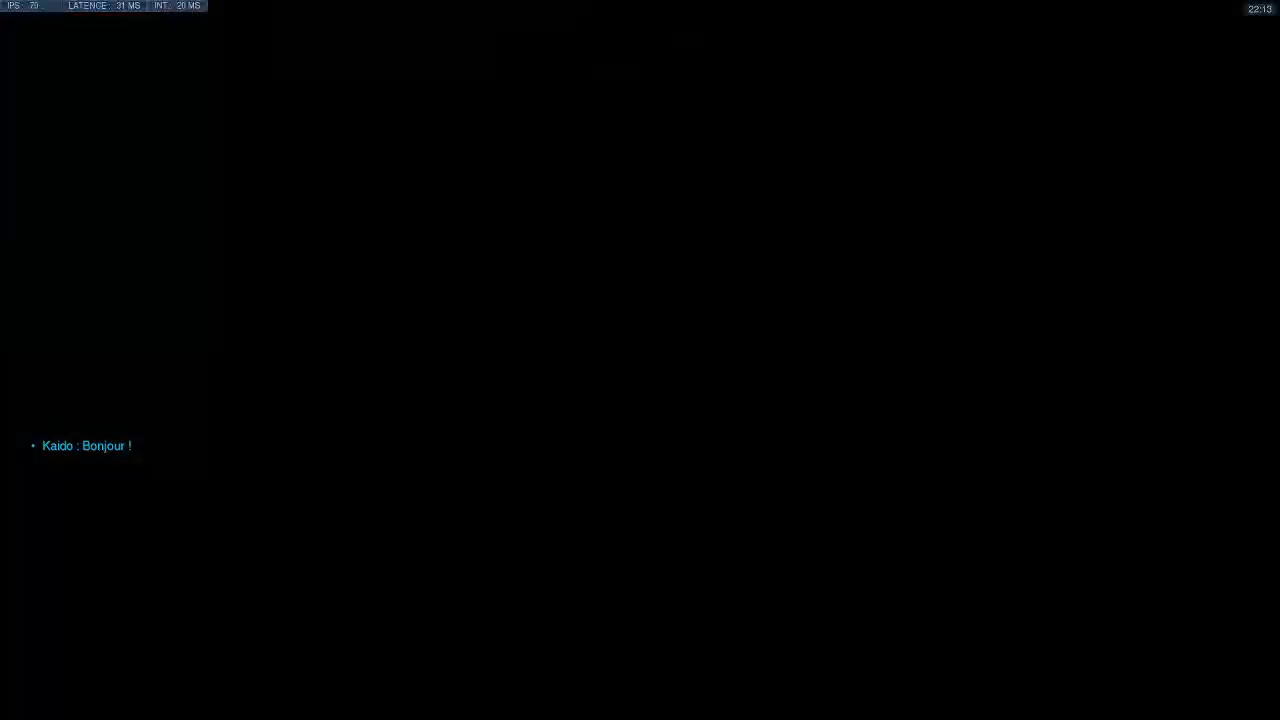 IPS: 70 LATENCE: 31 MS INT.: 20 MS
22:13
• Kaido : Bonjour !